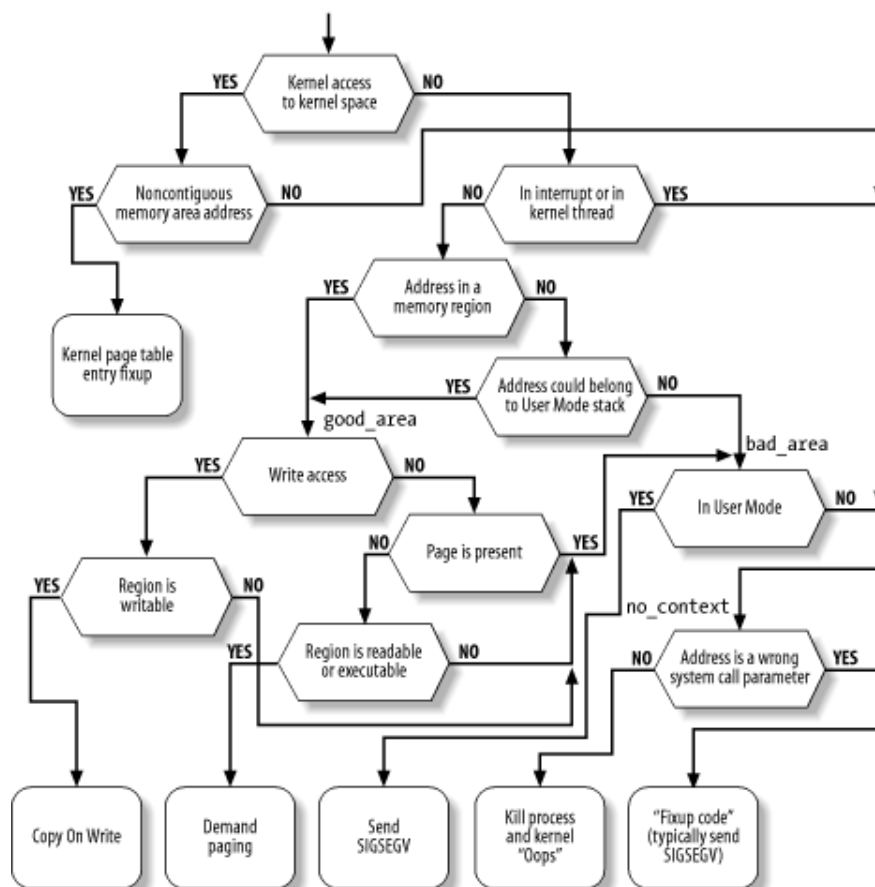 Kernel access
to kernel space
YES
NO
Noncontiguous
memory area address
YES
NO
In interrupt or in
kernel thread
NO
YES
Address in a
memory region
YES
NO
Kernel page table
entry fixup
Address could belong
to User Mode stack
YES
NO
good_area
bad_area
Write access
YES
NO
In User Mode
YES
NO
Page is present
NO
YES
Region is
writable
YES
NO
no_context
Region is readable
or executable
YES
NO
Address is a wrong
system call parameter
NO
YES
Copy On Write
Demand
paging
Send
SIGSEGV
Kill process
and kernel
"Oops"
"Fixup code"
(typically send
SIGSEGV)